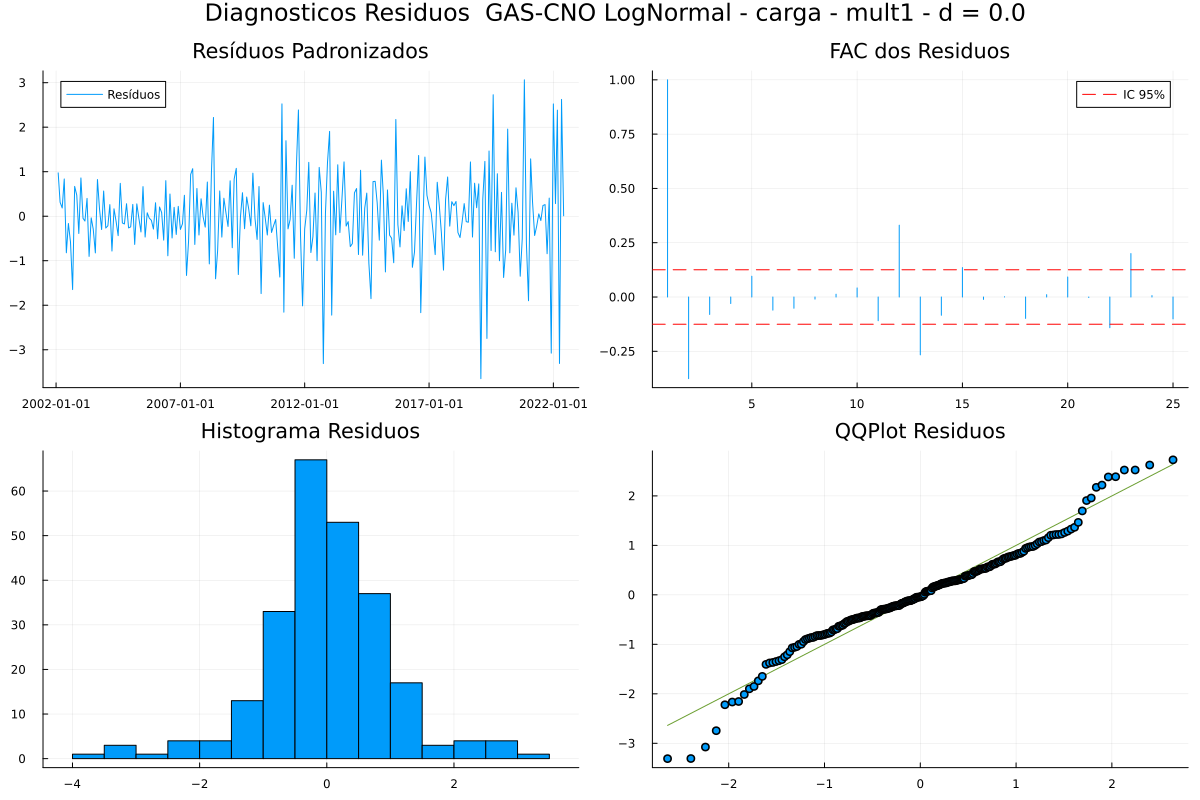 Diagnosticos Residuos  GAS-CNO LogNormal - carga - mult1 - d = 0.0
Resíduos Padronizados
Resíduos
3
2
1
0
−1
−2
−3
2002-01-01 2007-01-01 2012-01-01 2017-01-01 2022-01-01
FAC dos Residuos
IC 95%
1.00
0.75
0.50
0.25
0.00
−0.25
5 10 15 20 25
Histograma Residuos
60
50
40
30
20
10
0
−4 −2 0 2
QQPlot Residuos
2
1
0
−1
−2
−3
−2 −1 0 1 2